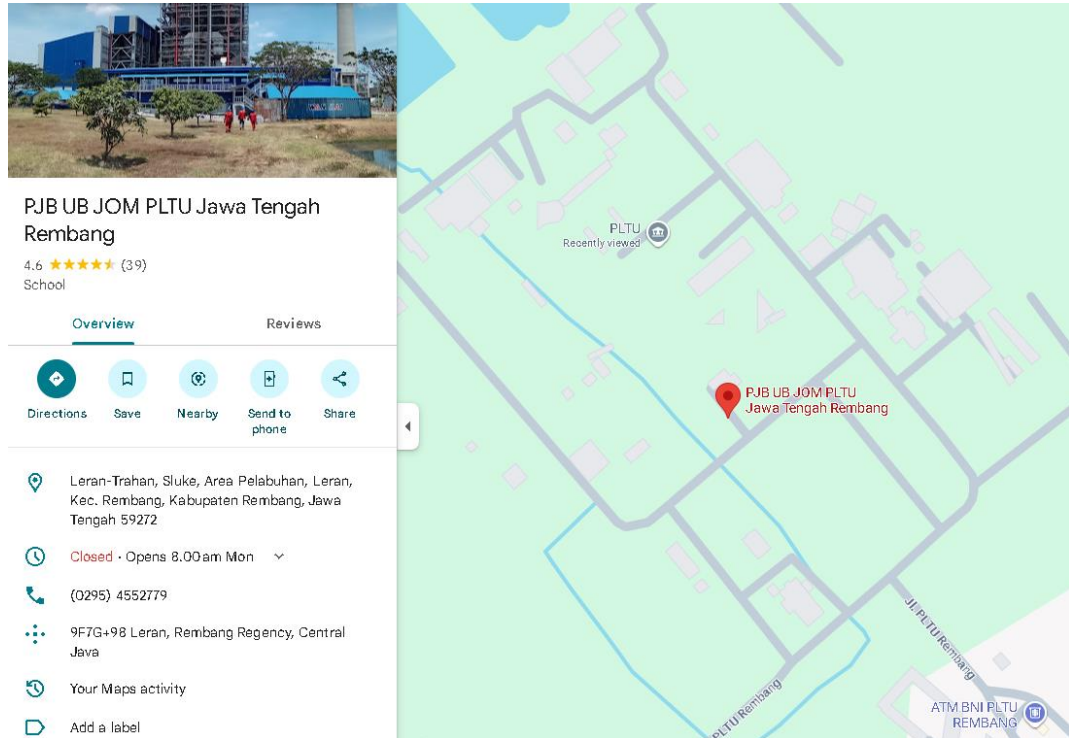 WAN HAI
PJB UB JOM PLTU Jawa Tengah
Rembang
4.6 (39)
School
Overview
Reviews
Directions
Save
Nearby
Send to
phone
Share
Leran-Trahan, Sluke, Area Pelabuhan, Leran,
Kec. Rembang, Kabupaten Rembang, Jawa
Tengah 59272
Closed · Opens 8.00 am Mon
(0295) 4552779
9F7G+98 Leran, Rembang Regency, Central
Java
Your Maps activity
Add a label
PLTU
Recently viewed
PJB UB JOM PLTU
Jawa Tengah Rembang
Jl. PLTU Rembang
PLTU Rembang
ATM BNI PLTU
REMBANG